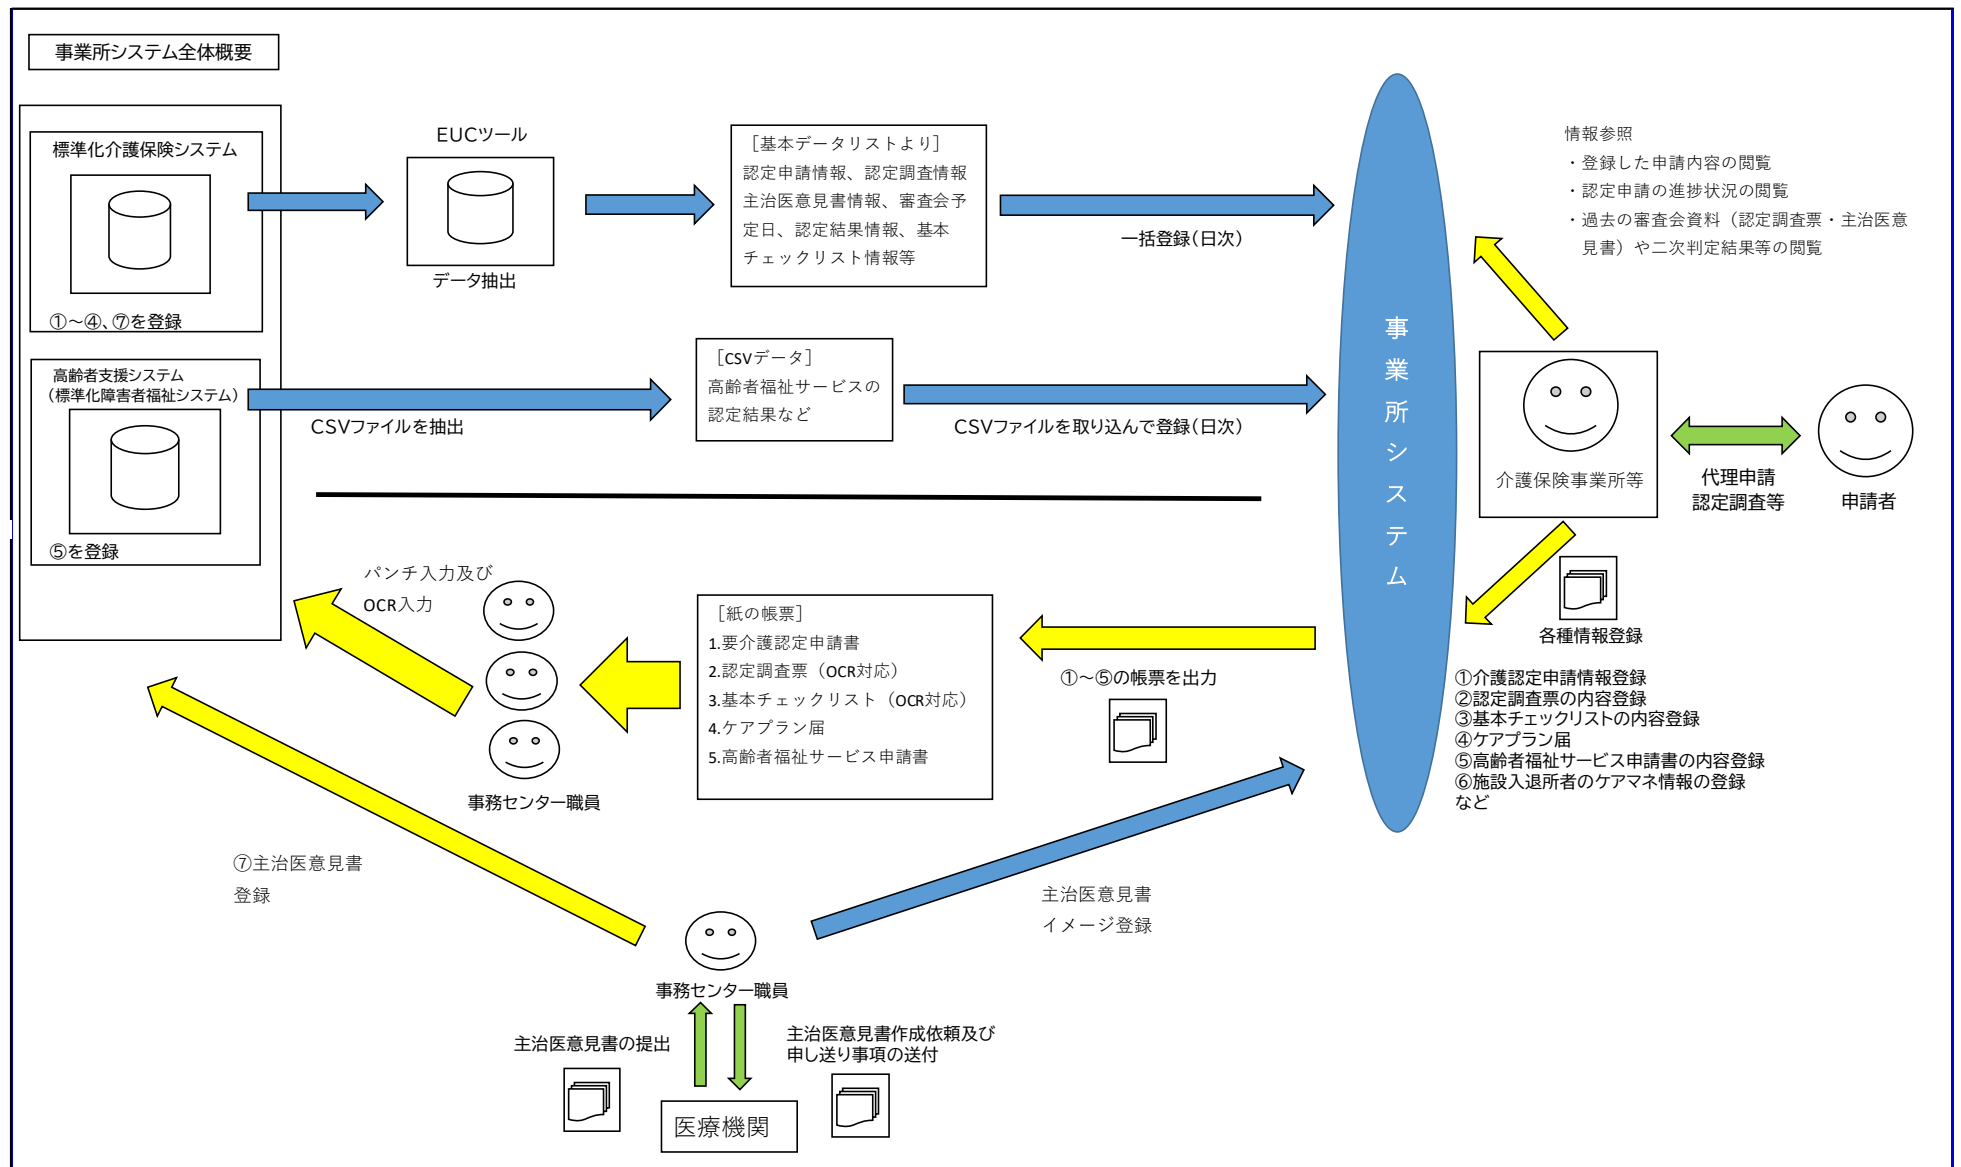 事業所システム全体概要
標準化介護保険システム
①～④、⑦を登録
高齢者支援システム
（標準化障害者福祉システム）
⑤を登録
EUCツール
データ抽出
［基本データリストより］
認定申請情報、認定調査情報
主治医意見書情報、審査会予
定日、認定結果情報、基本
チェックリスト情報等
一括登録（日次）
CSVファイルを抽出
［CSVデータ］
高齢者福祉サービスの
認定結果など
CSVファイルを取り込んで登録（日次）
事業所システム
情報参照
・登録した申請内容の閲覧
・認定申請の進捗状況の閲覧
・過去の審査会資料（認定調査票・主治医意
見書）や二次判定結果等の閲覧
介護保険事業所等
代理申請
認定調査等
申請者
各種情報登録
①介護認定申請情報登録
②認定調査票の内容登録
③基本チェックリストの内容登録
④ケアプラン届
⑤高齢者福祉サービス申請書の内容登録
⑥施設入退所者のケアマネ情報の登録
など
①～⑤の帳票を出力
［紙の帳票］
1.要介護認定申請書
2.認定調査票（OCR対応）
3.基本チェックリスト（OCR対応）
4.ケアプラン届
5.高齢者福祉サービス申請書
パンチ入力及び
OCR入力
事務センター職員
⑦主治医意見書
登録
主治医意見書
イメージ登録
事務センター職員
主治医意見書の提出
主治医意見書作成依頼及び
申し送り事項の送付
医療機関